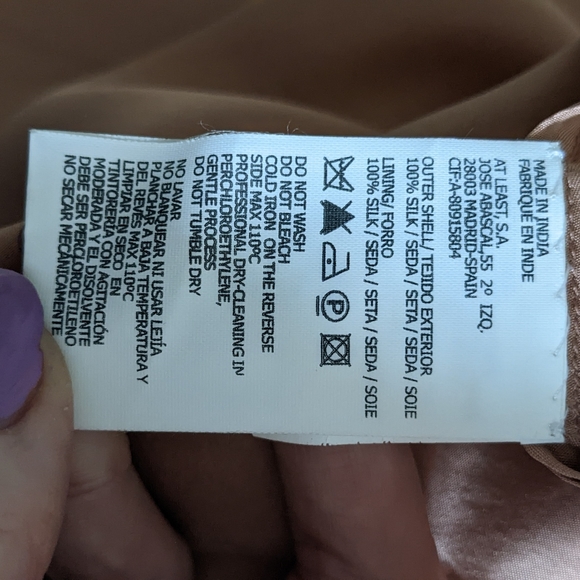 MADE IN INDIA
FABRIQUE EN INDE
AT LEAST, S.A.
JOSE ABASCAL,55 2º IZQ.
28003 MADRID-SPAIN
CIF:A-80915804
OUTER SHELL/ TEJIDO EXTERIOR
100% SILK / SEDA / SETA / SEDA / SOIE
LINING/ FORRO
100% SILK / SEDA / SETA / SEDA / SOIE
P
DO NOT WASH
DO NOT BLEACH
COLD IRON ON THE REVERSE
SIDE MAX 110ºC
PROFESSIONAL DRY-CLEANING IN
PERCHLOROETHYLENE,
GENTLE PROCESS
DO NOT TUMBLE DRY
NO LAVAR
NO BLANQUEAR NI USAR LEJÍA
PLANCHAR A BAJA TEMPERATURA Y
DEL REVÉS MAX 110ºC
LIMPIAR EN SECO EN
TINTORERÍA CON AGITACIÓN
MODERADA Y EL DISOLVENTE
DEBE SER PERCLOROETILENO
NO SECAR MECÁNICAMENTE